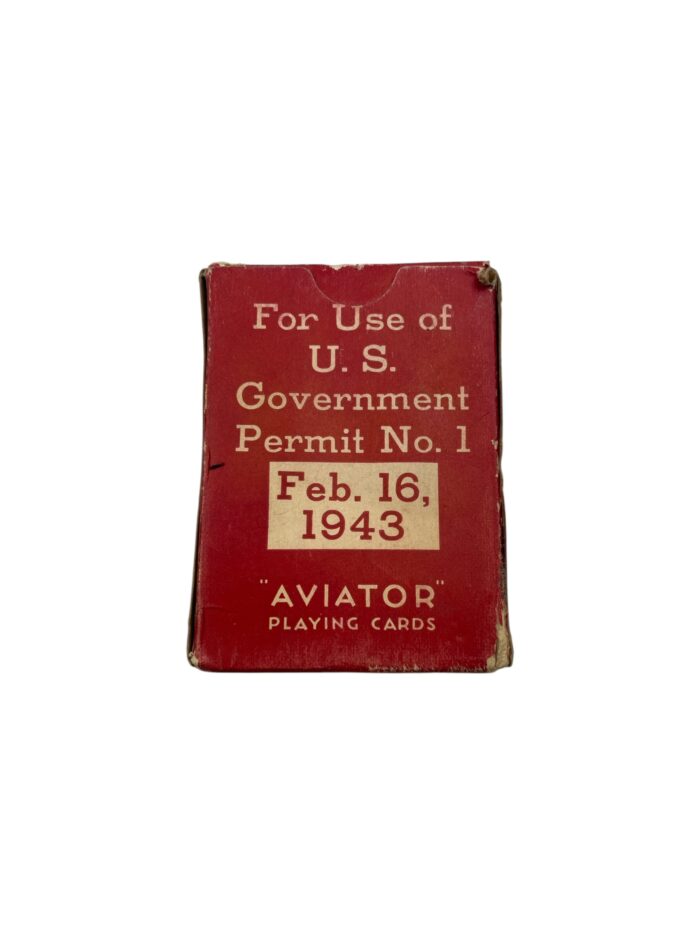 For Use of
U. S.
Government
Permit No. 1
Feb. 16,
1943
"AVIATOR"
PLAYING CARDS